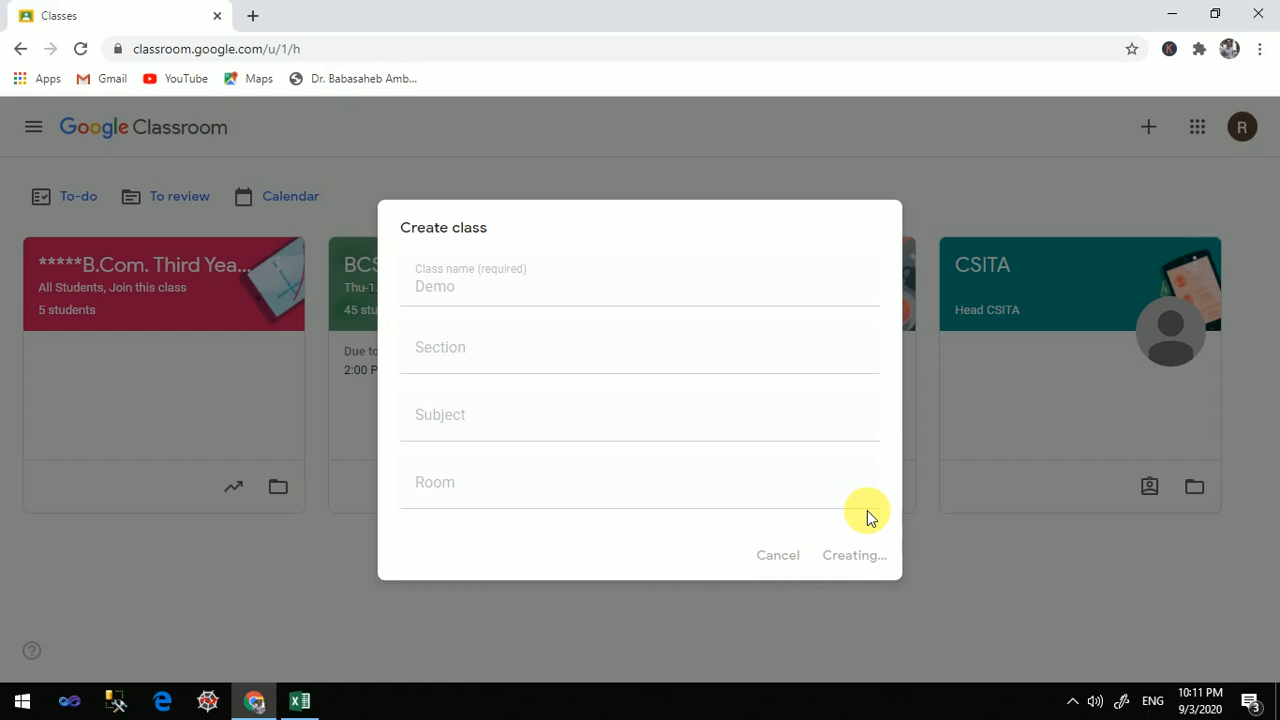 Classes
classroom.google.com/u/1/h
K
Apps
Gmail
YouTube
Maps
Dr. Babasaheb Amb...
Google Classroom
R
To-do
To review
Calendar
*****B.Com. Third Yea...
All Students, Join this class
5 students
BCS
Thu-1
45 stu
Due to
2:00 P
CSITA
Head CSITA
Create class
Class name (required)
Demo
Section
Subject
Room
Cancel
Creating...
ENG
10:11 PM
9/3/2020
3